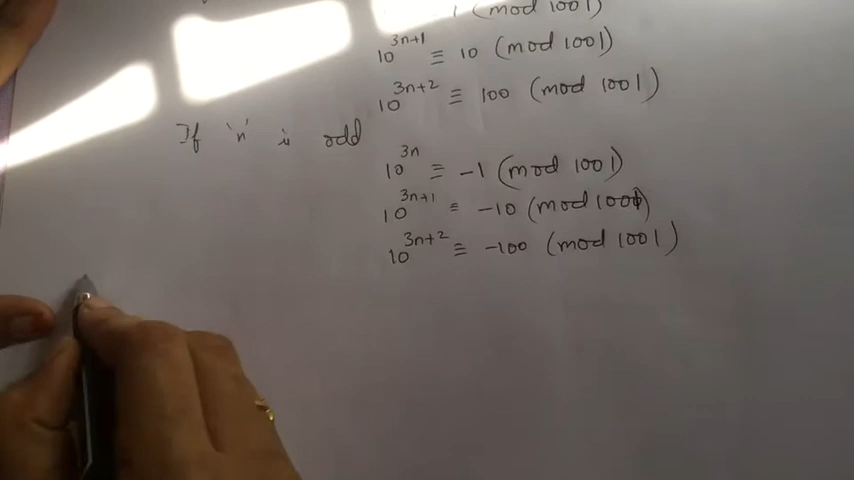 1 (mod 1001)
10^{3n+1} ≡ 10 (mod 1001)
10^{3n+2} ≡ 100 (mod 1001)
If 'n' is odd
10^{3n} ≡ -1 (mod 1001)
10^{3n+1} ≡ -10 (mod 1001)
10^{3n+2} ≡ -100 (mod 1001)